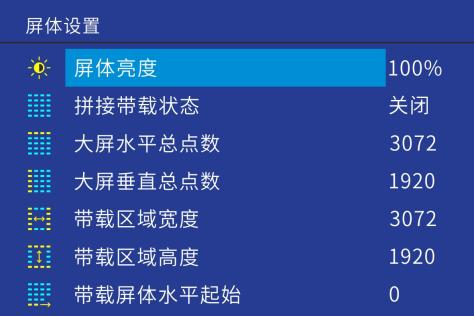 屏体设置
屏体亮度 100%
拼接带载状态 关闭
大屏水平总点数 3072
大屏垂直总点数 1920
带载区域宽度 3072
带载区域高度 1920
带载屏体水平起始 0